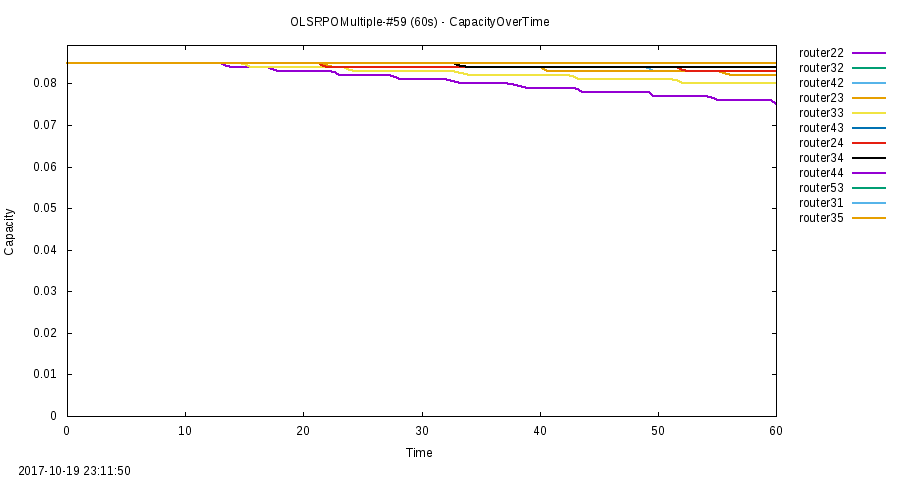 OLSRPOMultiple-#59 (60s) - CapacityOverTime
router22
router32
router42
router23
router33
router43
router24
router34
router44
router53
router31
router35
0.08
0.07
0.06
0.05
0.04
0.03
0.02
0.01
0
Capacity
0 10 20 30 40 50 60
Time
2017-10-19 23:11:50